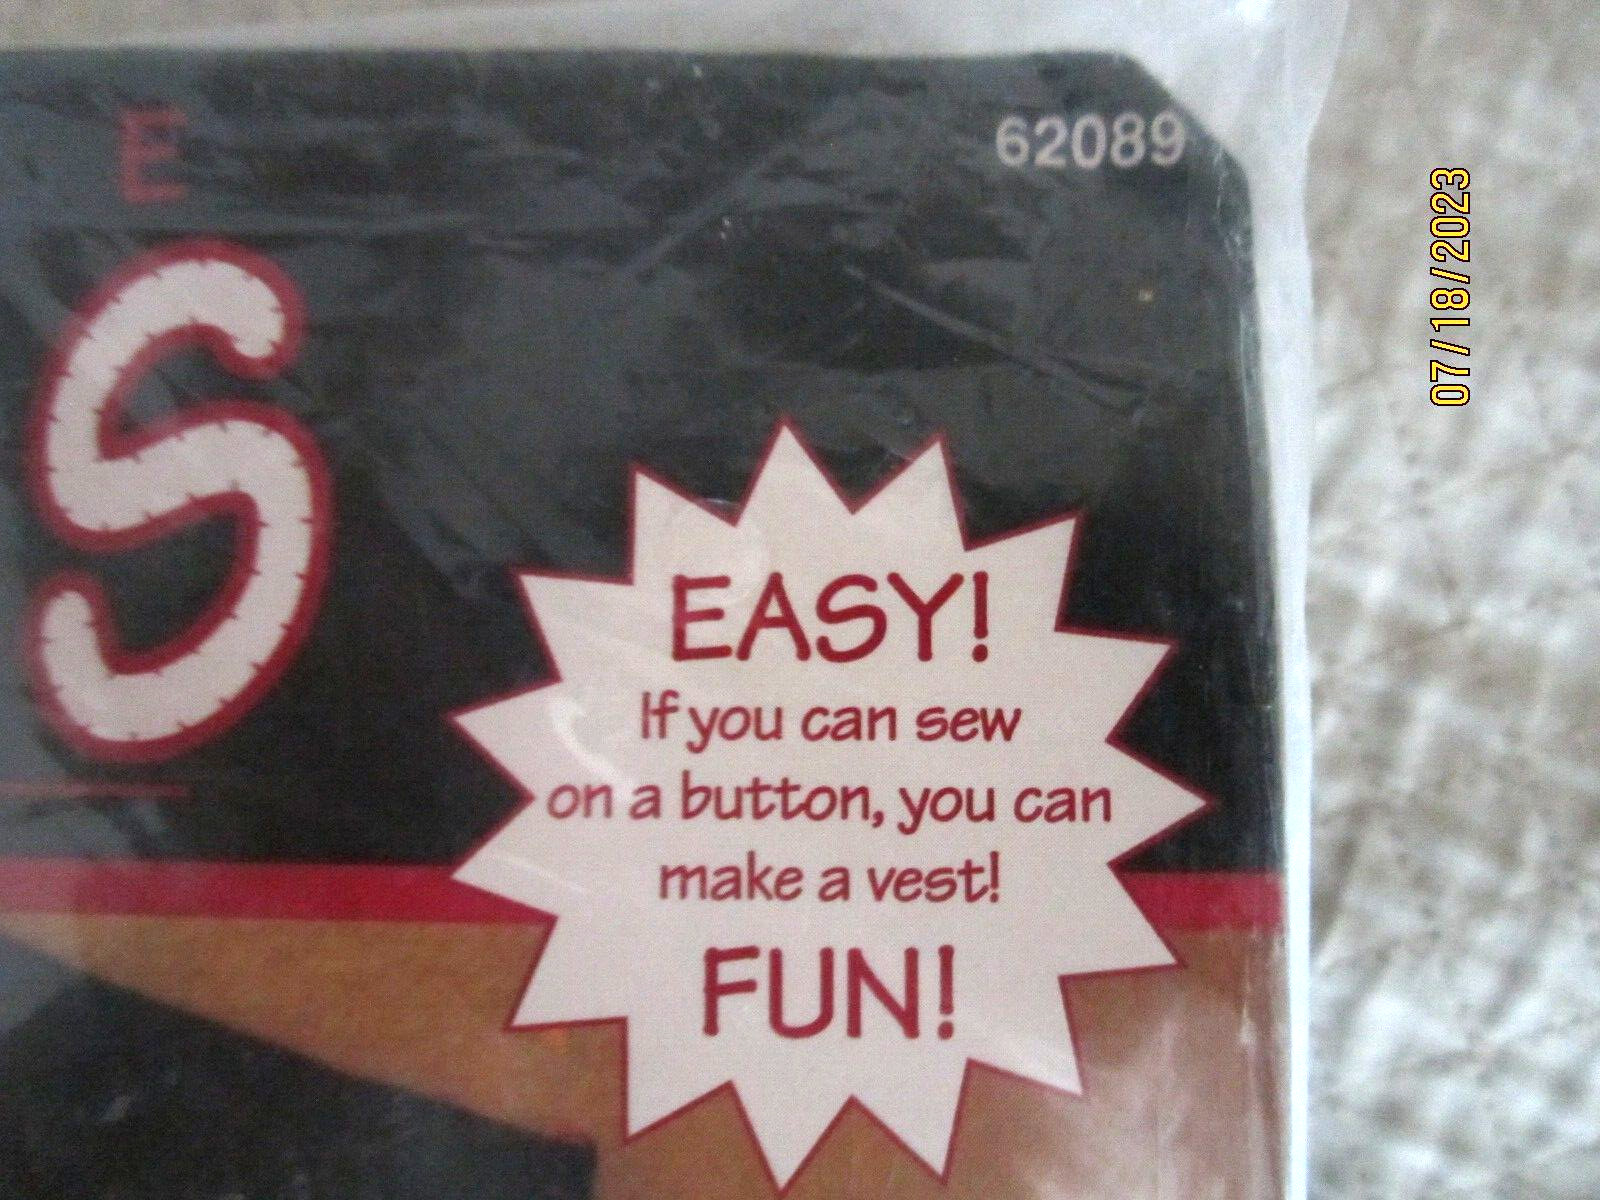 E
62089
S
EASY!
If you can sew
on a button, you can
make a vest!
FUN!
07/18/2023